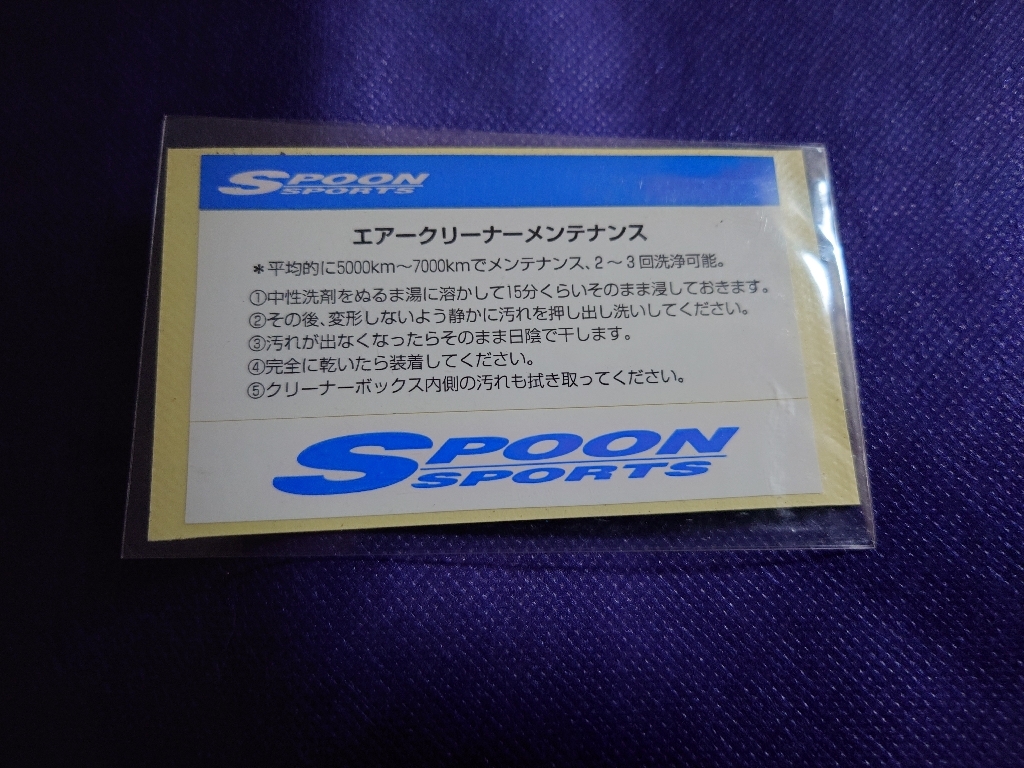 SPOON
SPORTS
エアークリーナーメンテナンス
＊平均的に5000km～7000kmでメンテナンス、2～3回洗浄可能。
①中性洗剤をぬるま湯に溶かして15分くらいそのまま浸しておきます。
②その後、変形しないよう静かに汚れを押し出し洗いしてください。
③汚れが出なくなったらそのまま日陰で干します。
④完全に乾いたら装着してください。
⑤クリーナーボックス内側の汚れも拭き取ってください。
SPOON
SPORTS